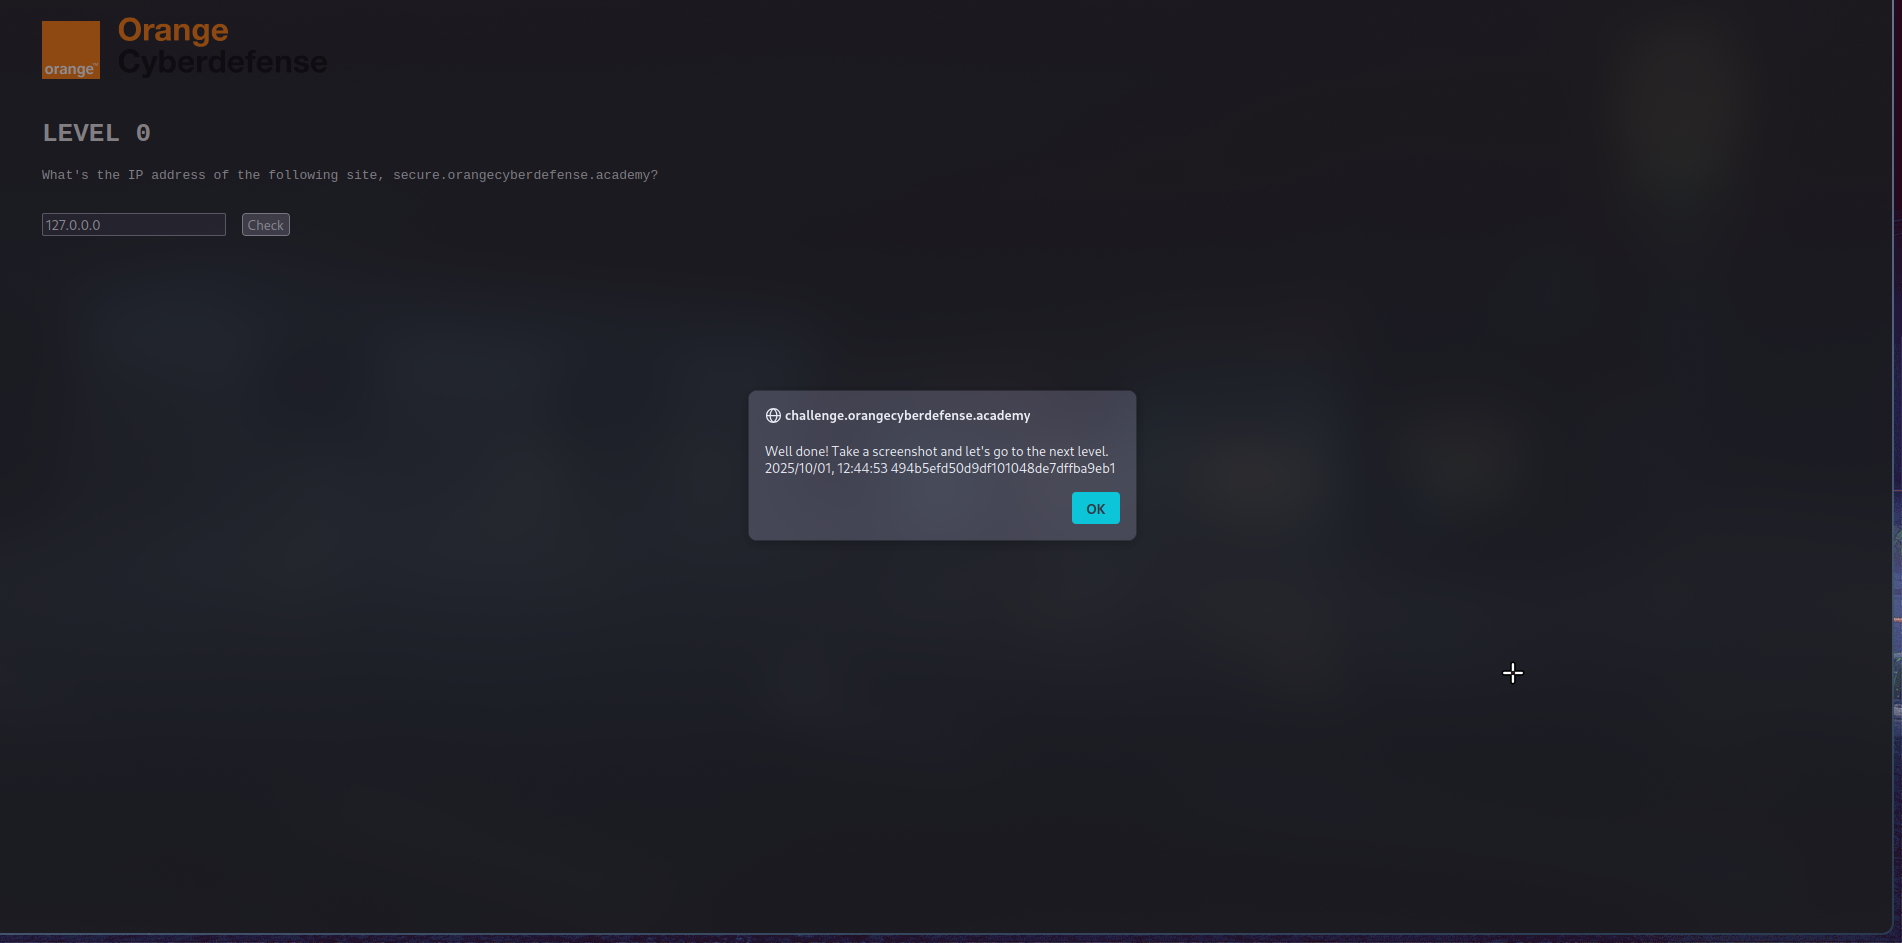 Orange
Cyberdefense
orange™
LEVEL 0
What's the IP address of the following site, secure.orangecyberdefense.academy?
127.0.0.0 Check
challenge.orangecyberdefense.academy
Well done! Take a screenshot and let's go to the next level.
2025/10/01, 12:44:53 494b5efd50d9df101048de7dffba9eb1
OK